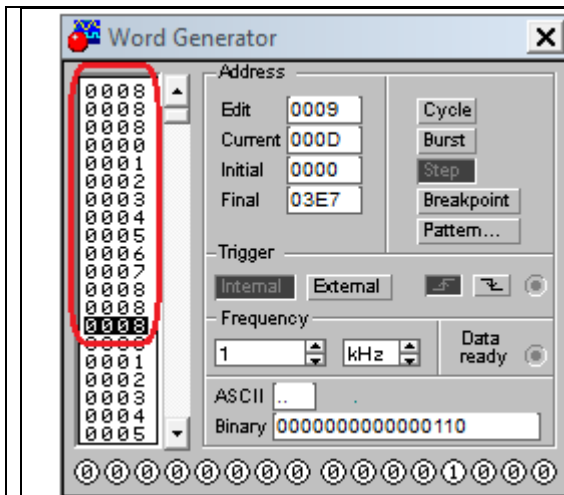 Word Generator
0008
0008
0008
0000
0001
0002
0003
0004
0005
0006
0007
0008
0008
0008
0001
0002
0003
0004
0005
Address
Edit 0009
Current 000D
Initial 0000
Final 03E7
Cycle
Burst
Step
Breakpoint
Pattern...
Trigger
Internal External
Frequency
1 kHz
Data ready
ASCII ..
Binary 0000000000000110
00000000 00001000